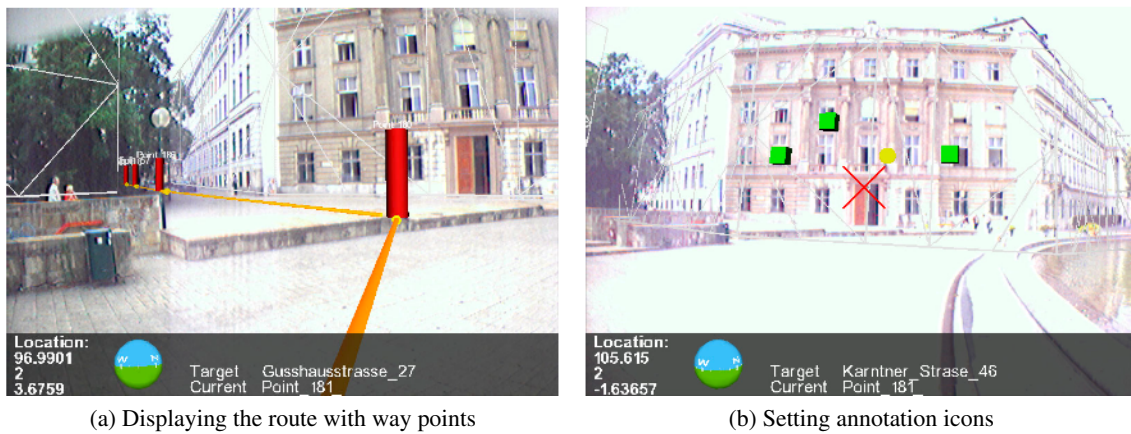 Point_186
Location:
96.9901
2
3.6759
W N
Target Gusshausstrasse_27
Current Point_181_
Location:
105.615
2
-1.63657
W N
Target Karntner_Strase_46
Current Point_181_
(a) Displaying the route with way points
(b) Setting annotation icons